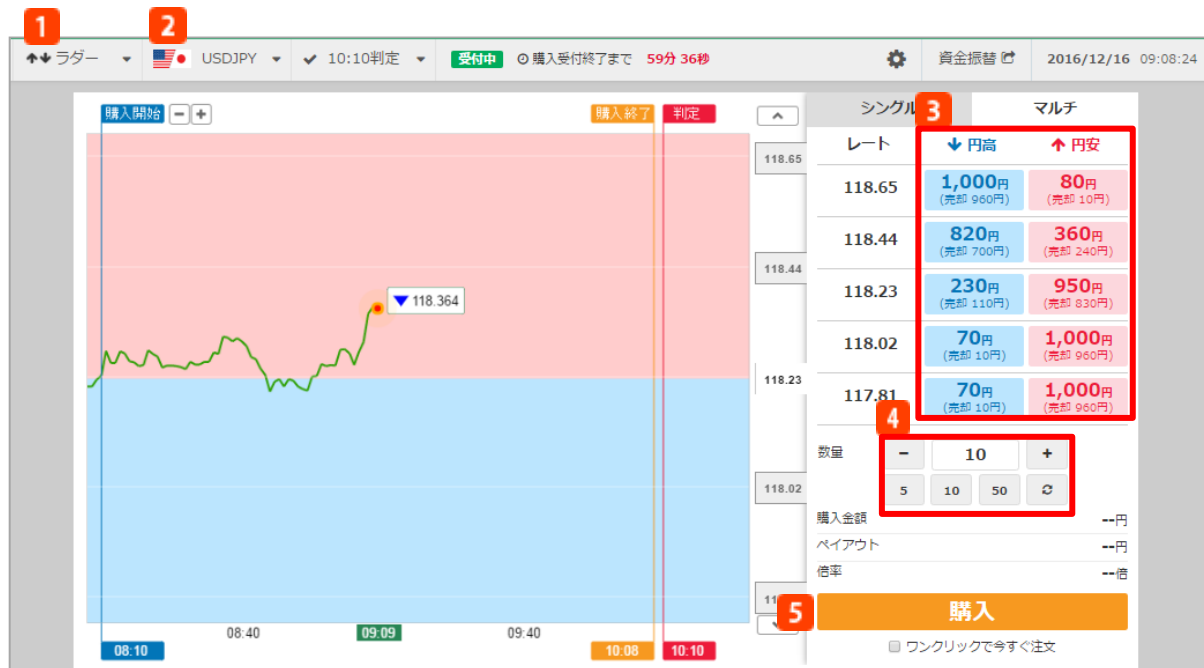 1
2
ラダー
USDJPY
10:10判定
受付中 購入受付終了まで 59分 36秒
資金振替
2016/12/16 09:08:24
購入開始 − +
購入終了
判定
118.65
118.44
118.364
118.23
118.02
08:40
09:09
09:40
08:10
10:08
10:10
3
マルチ
レート 円高 円安
118.65 1,000円 80円
(売却 960円) (売却 10円)
118.44 820円 360円
(売却 700円) (売却 240円)
118.23 230円 950円
(売却 110円) (売却 830円)
118.02 70円 1,000円
(売却 10円) (売却 960円)
117.81 70円 1,000円
(売却 10円) (売却 960円)
4
数量 − 10 +
5 10 50
購入金額 --円
ペイアウト --円
倍率 --倍
5
購入
ワンクリックで今すぐ注文